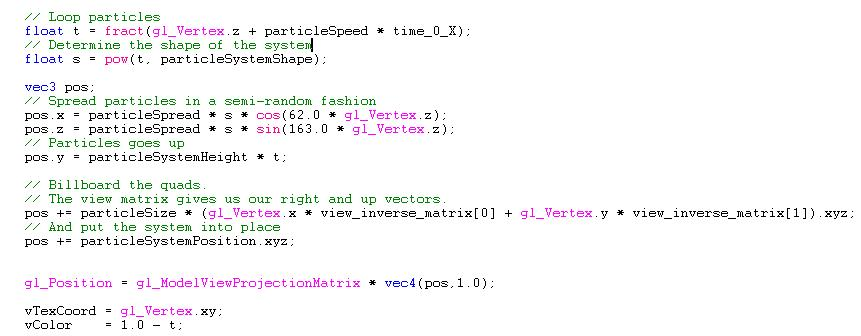 // Loop particles
float t = fract(gl_Vertex.z + particleSpeed * time_0_X);
// Determine the shape of the system
float s = pow(t, particleSystemShape);
vec3 pos;
// Spread particles in a semi-random fashion
pos.x = particleSpread * s * cos(62.0 * gl_Vertex.z);
pos.z = particleSpread * s * sin(163.0 * gl_Vertex.z);
// Particles goes up
pos.y = particleSystemHeight * t;
// Billboard the quads.
// The view matrix gives us our right and up vectors.
pos += particleSize * (gl_Vertex.x * view_inverse_matrix[0] + gl_Vertex.y * view_inverse_matrix[1]).xyz;
// And put the system into place
pos += particleSystemPosition.xyz;
gl_Position = gl_ModelViewProjectionMatrix * vec4(pos,1.0);
vTexCoord = gl_Vertex.xy;
vColor    = 1.0 - t;